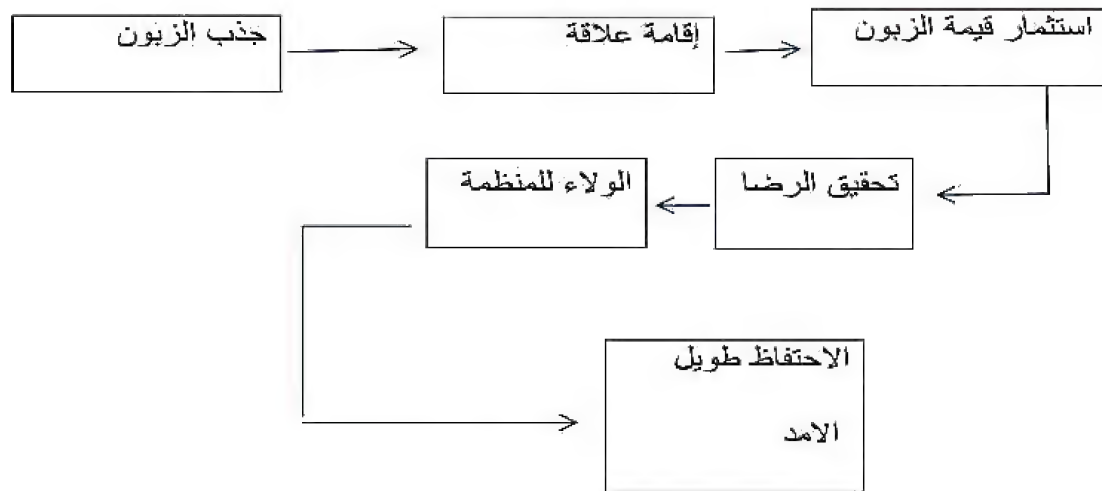 جذب الزبون
إقامة علاقة
استثمار قيمة الزبون
تحقيق الرضا
الولاء للمنظمة
الاحتفاظ طويل
الامد